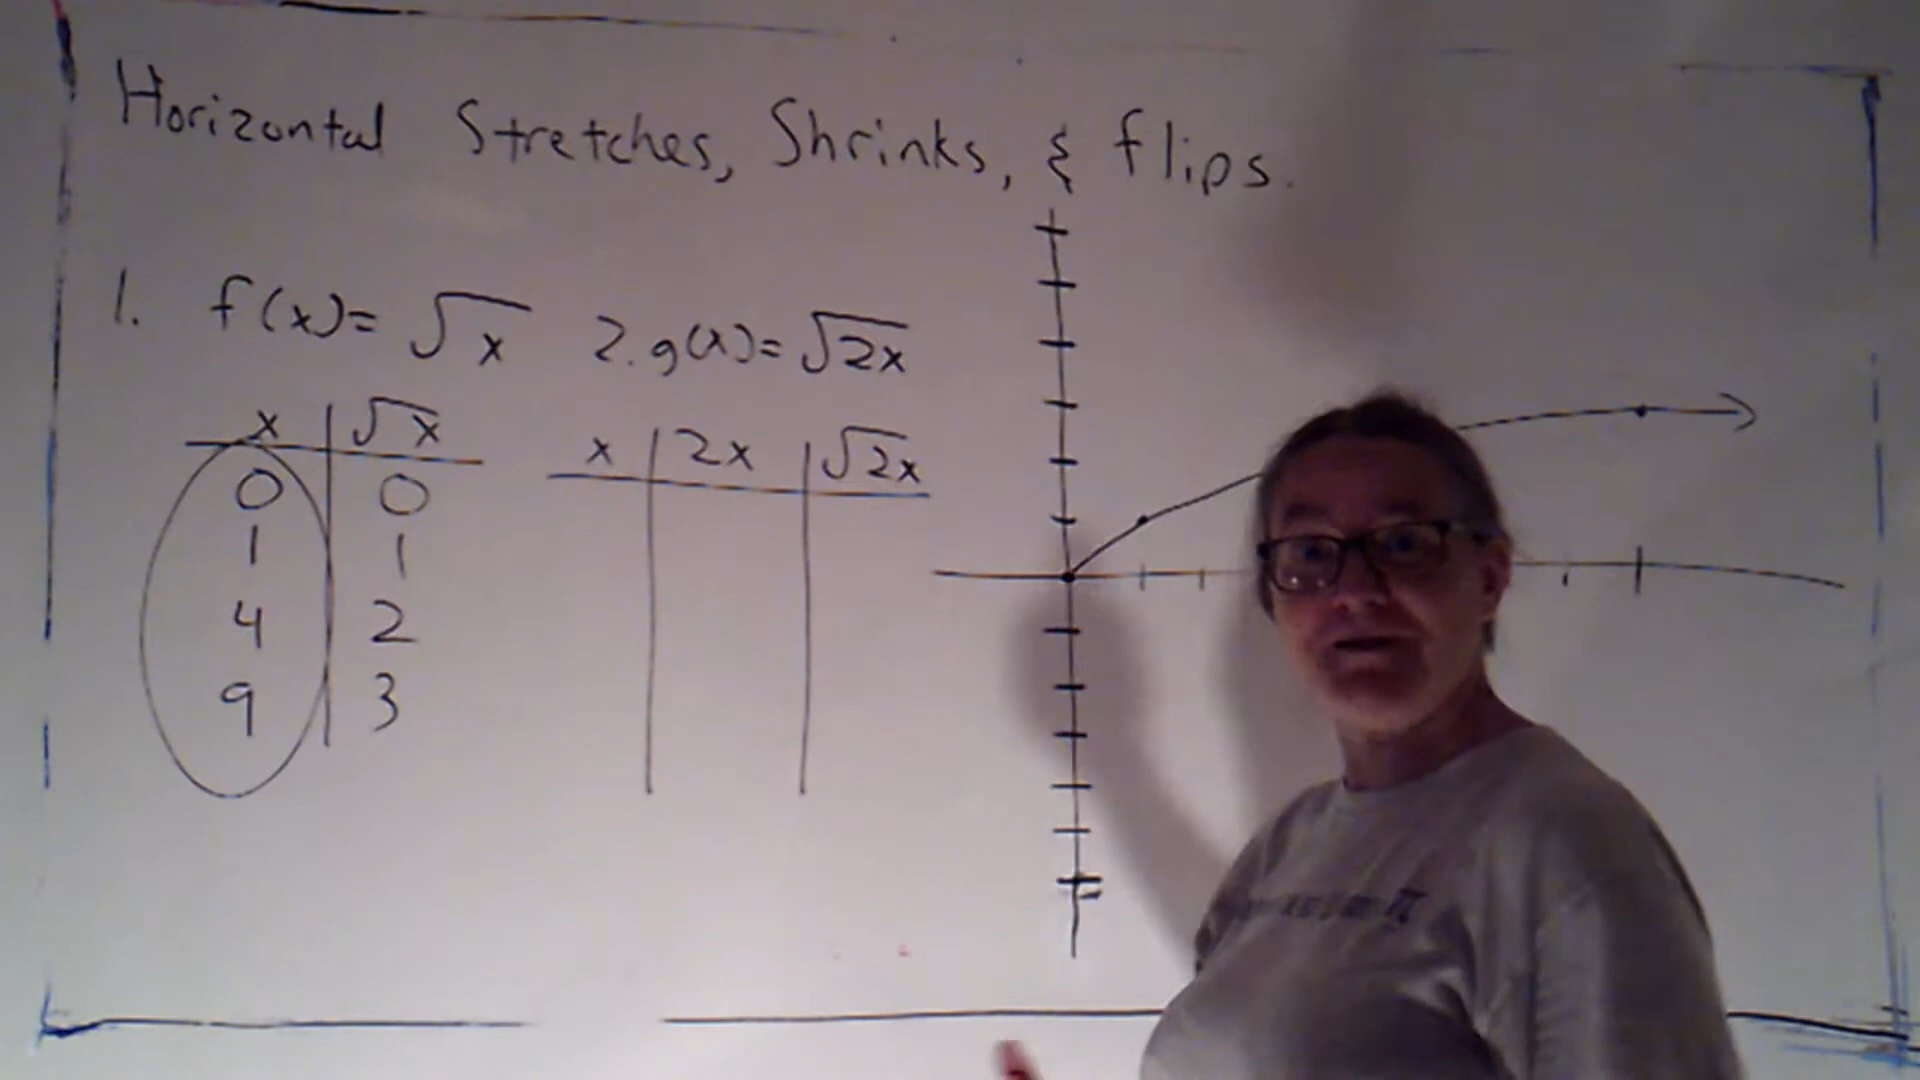 Horizontal Stretches, Shrinks, & flips.
1. f(x)= √x 2. g(x)= √2x
x √x
0 0
1 1
4 2
9 3
x 2x √2x
π